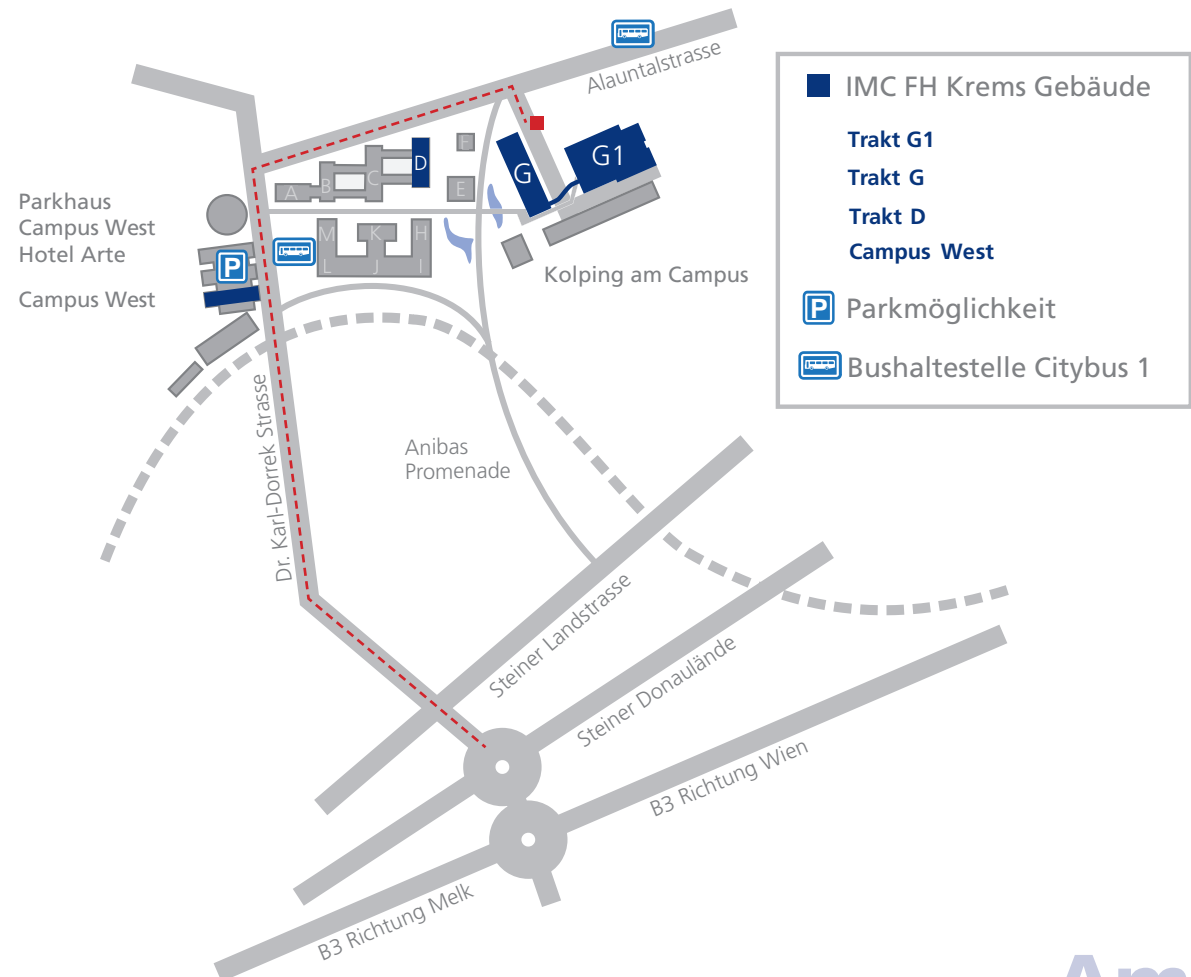 Alauntalstrasse
IMC FH Krems Gebäude
Trakt G1
Trakt G
Trakt D
Campus West
P Parkmöglichkeit
Bushaltestelle Citybus 1
F
D
G1
G
C
B
A
E
Parkhaus
Campus West
Hotel Arte
Campus West
P
M
K
H
L
J
I
Kolping am Campus
Dr. Karl-Dorrek Strasse
Anibas
Promenade
Steiner Landstrasse
Steiner Donaulände
B3 Richtung Wien
B3 Richtung Melk
Am